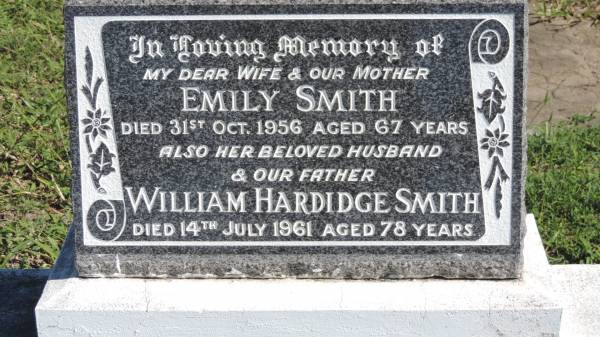 In Loving Memory of
MY DEAR WIFE & OUR MOTHER
EMILY SMITH
DIED 31ST OCT. 1956 AGED 67 YEARS
ALSO HER BELOVED HUSBAND
& OUR FATHER
WILLIAM HARDIDGE SMITH
DIED 14TH JULY 1961 AGED 78 YEARS